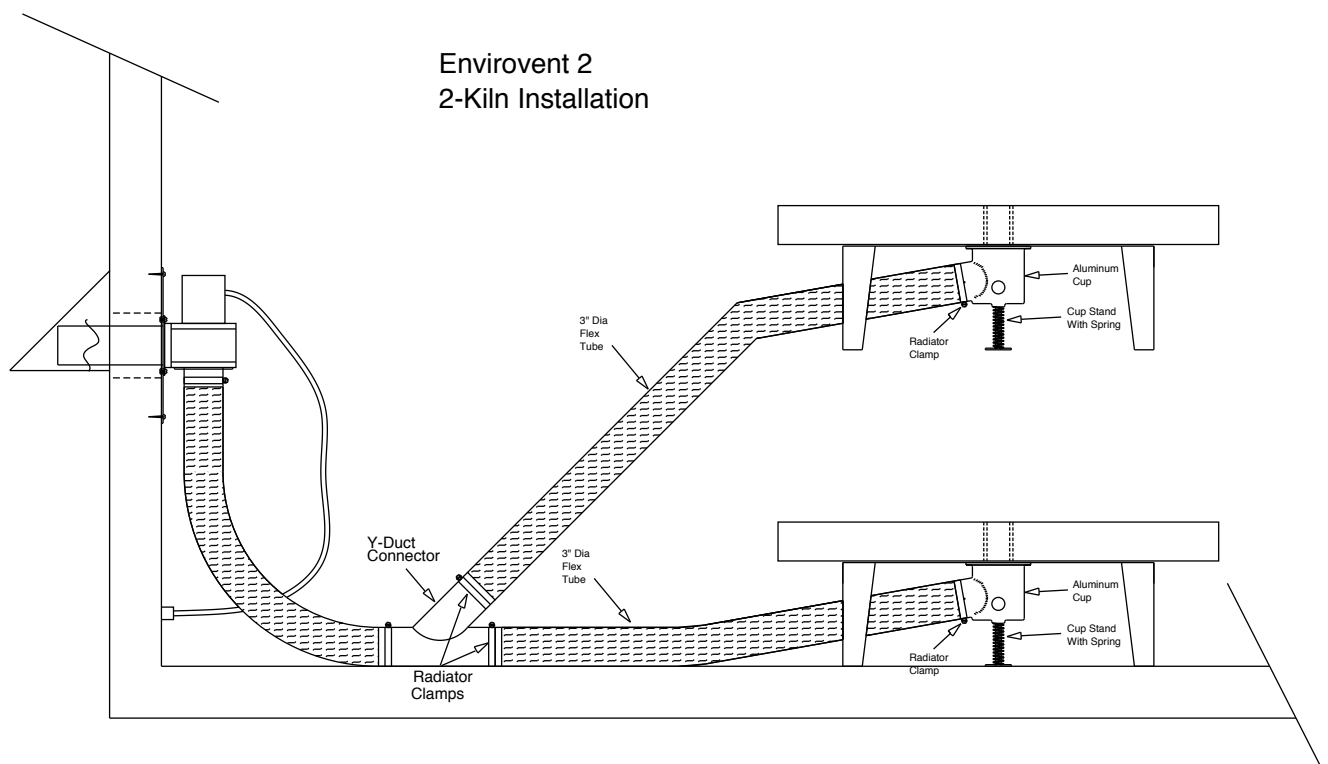 Envirovent 2
2-Kiln Installation
Aluminum
Cup
Cup Stand
With Spring
Radiator
Clamp
3" Dia
Flex
Tube
Y-Duct
Connector
3" Dia
Flex
Tube
Aluminum
Cup
Cup Stand
With Spring
Radiator
Clamp
Radiator
Clamps